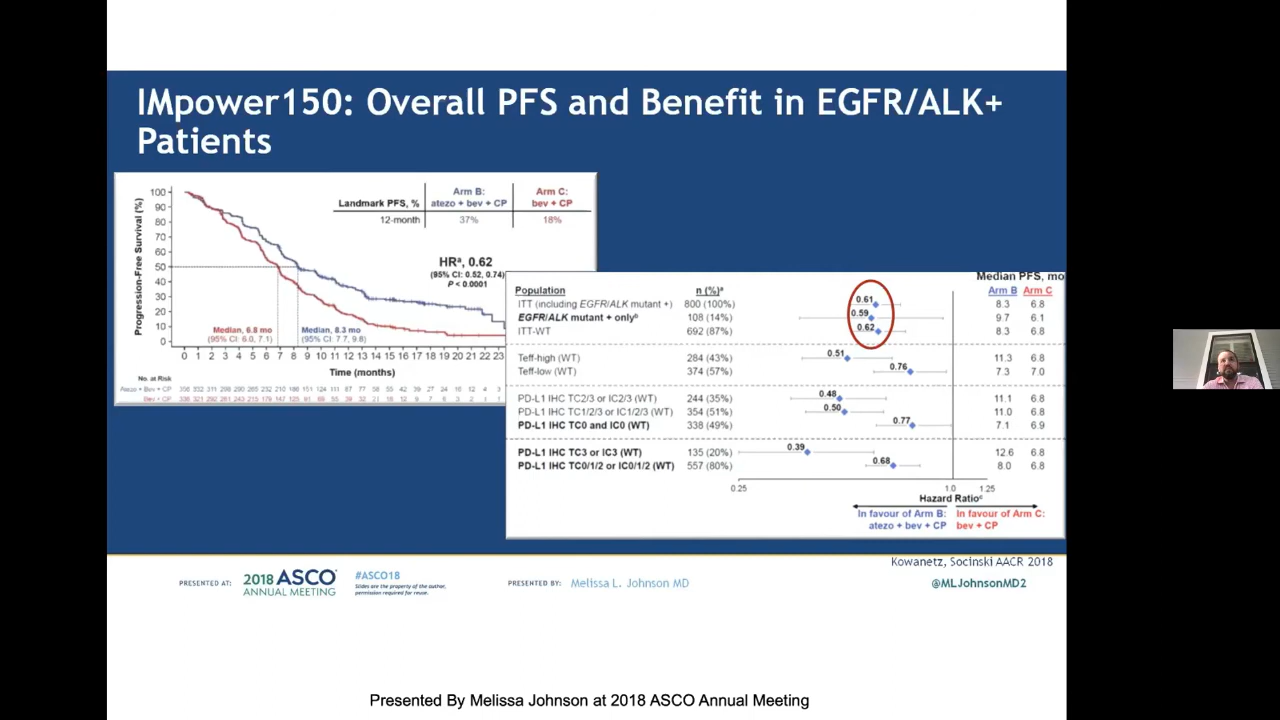 IMpower150: Overall PFS and Benefit in EGFR/ALK+
Patients
Progression-Free Survival (%)
100
90
80
70
60
50
40
30
20
10
0
Landmark PFS, %
Arm B:
atezo + bev + CP
Arm C:
bev + CP
12-month 37% 18%
HRª, 0.62
(95% CI: 0.52, 0.74)
P < 0.0001
Median, 6.8 mo
(95% CI: 6.0, 7.1)
Median, 8.3 mo
(95% CI: 7.7, 9.8)
0 1 2 3 4 5 6 7 8 9 10 11 12 13 14 15 16 17 18 19 20 21 22 23
Time (months)
No. at Risk
Atezo + Bev + CP
Bev + CP
Median PFS, mo
Population n (%)ª Arm B Arm C
ITT (including EGFR/ALK mutant +) 800 (100%) 0.61 8.3 6.8
EGFR/ALK mutant + onlyᵇ 108 (14%) 0.59 9.7 6.1
ITT-WT 692 (87%) 0.62 8.3 6.8
Teff-high (WT) 284 (43%) 0.51 11.3 6.8
Teff-low (WT) 374 (57%) 0.76 7.3 7.0
PD-L1 IHC TC2/3 or IC2/3 (WT) 244 (35%) 0.48 11.1 6.8
PD-L1 IHC TC1/2/3 or IC1/2/3 (WT) 354 (51%) 0.50 11.0 6.8
PD-L1 IHC TC0 and IC0 (WT) 338 (49%) 0.77 7.1 6.9
PD-L1 IHC TC3 or IC3 (WT) 135 (20%) 0.39 12.6 6.8
PD-L1 IHC TC0/1/2 or IC0/1/2 (WT) 557 (80%) 0.68 8.0 6.8
0.25 1.0 1.25
Hazard Ratioᶜ
In favour of Arm B:
atezo + bev + CP
In favour of Arm C:
bev + CP
Kowanetz, Socinski AACR 2018
PRESENTED AT:
2018 ASCO
ANNUAL MEETING
#ASCO18
Slides are the property of the author,
permission required for reuse.
PRESENTED BY: Melissa L. Johnson MD
@MLJohnsonMD2
Presented By Melissa Johnson at 2018 ASCO Annual Meeting